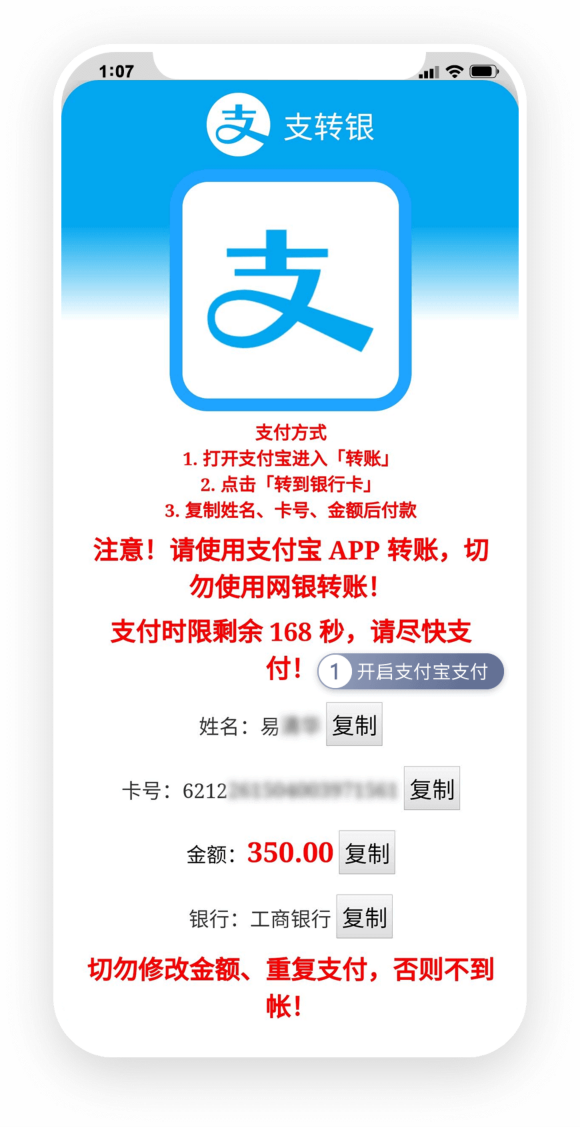 1:07
支 支转银
支
支付方式
1. 打开支付宝进入「转账」
2. 点击「转到银行卡」
3. 复制姓名、卡号、金额后付款
注意！请使用支付宝 APP 转账，切
勿使用网银转账！
支付时限剩余 168 秒，请尽快支
付！
1 开启支付宝支付
姓名：易 复制
卡号：6212 复制
金额：350.00 复制
银行：工商银行 复制
切勿修改金额、重复支付，否则不到
帐！